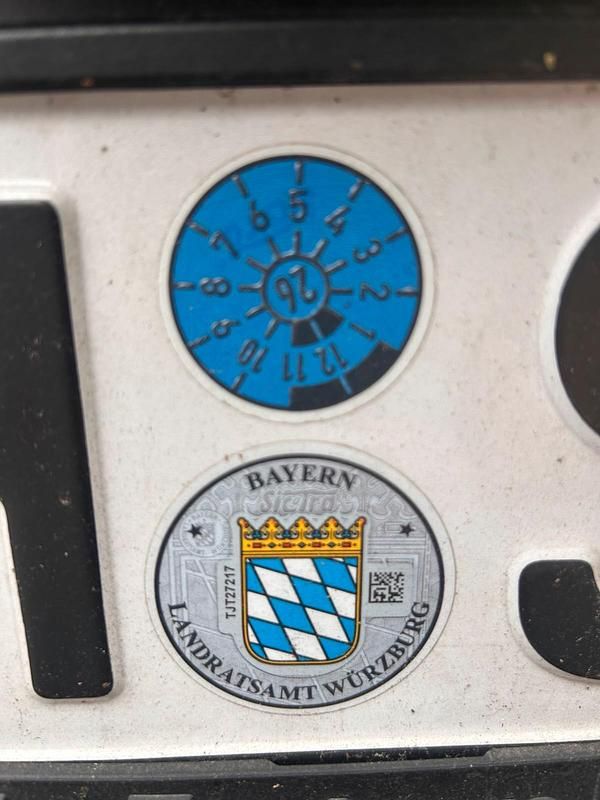 5 4 3 2 1 12 11 10 9 8 7 6
26
BAYERN
TJT27217
LANDRATSAMT WÜRZBURG